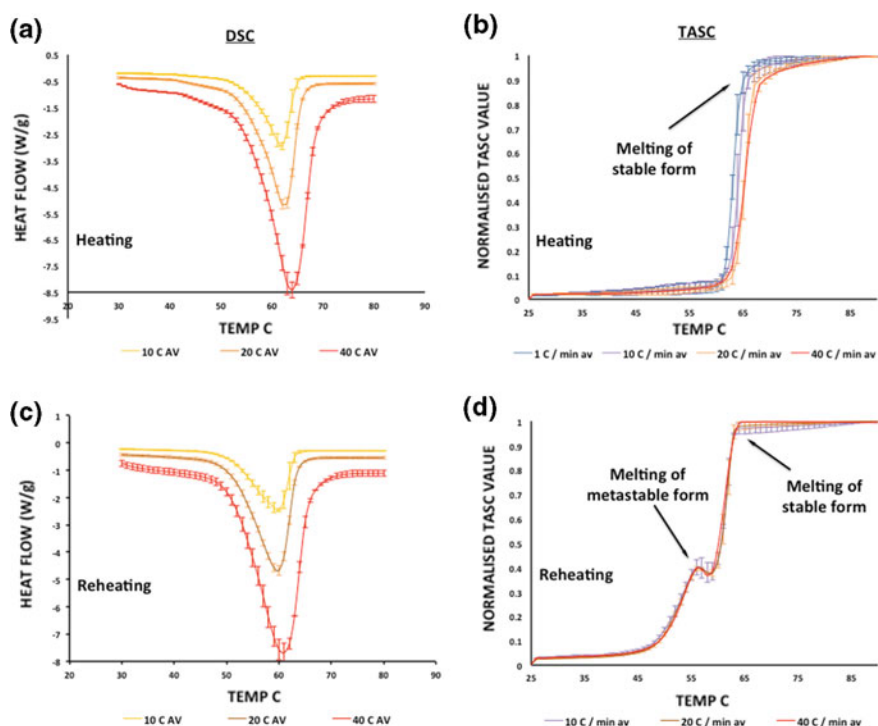 (a)
DSC
0.5
-0.5
-1.5
-2.5
-3.5
-4.5
-5.5
-6.5
-7.5
-8.5
-9.5
HEAT FLOW (W/g)
Heating
20 30 40 50 60 70 80 90
TEMP C
10 C AV 20 C AV 40 C AV
(b)
TASC
1
0.9
0.8
0.7
0.6
0.5
0.4
0.3
0.2
0.1
0
NORMALISED TASC VALUE
Melting of
stable form
Heating
25 35 45 55 65 75 85
TEMP C
1 C / min av 10 C / min av 20 C / min av 40 C / min av
(c)
1
0
-1
-2
-3
-4
-5
-6
-7
-8
HEAT FLOW (W/g)
Reheating
20 30 40 50 60 70 80 90
TEMP C
10 C AV 20 C AV 40 C AV
(d)
1
0.9
0.8
0.7
0.6
0.5
0.4
0.3
0.2
0.1
0
NORMALISED TASC VALUE
Melting of
metastable form
Melting of
stable form
Reheating
25 35 45 55 65 75 85
TEMP C
10 C / min av 20 C / min av 40 C / min av